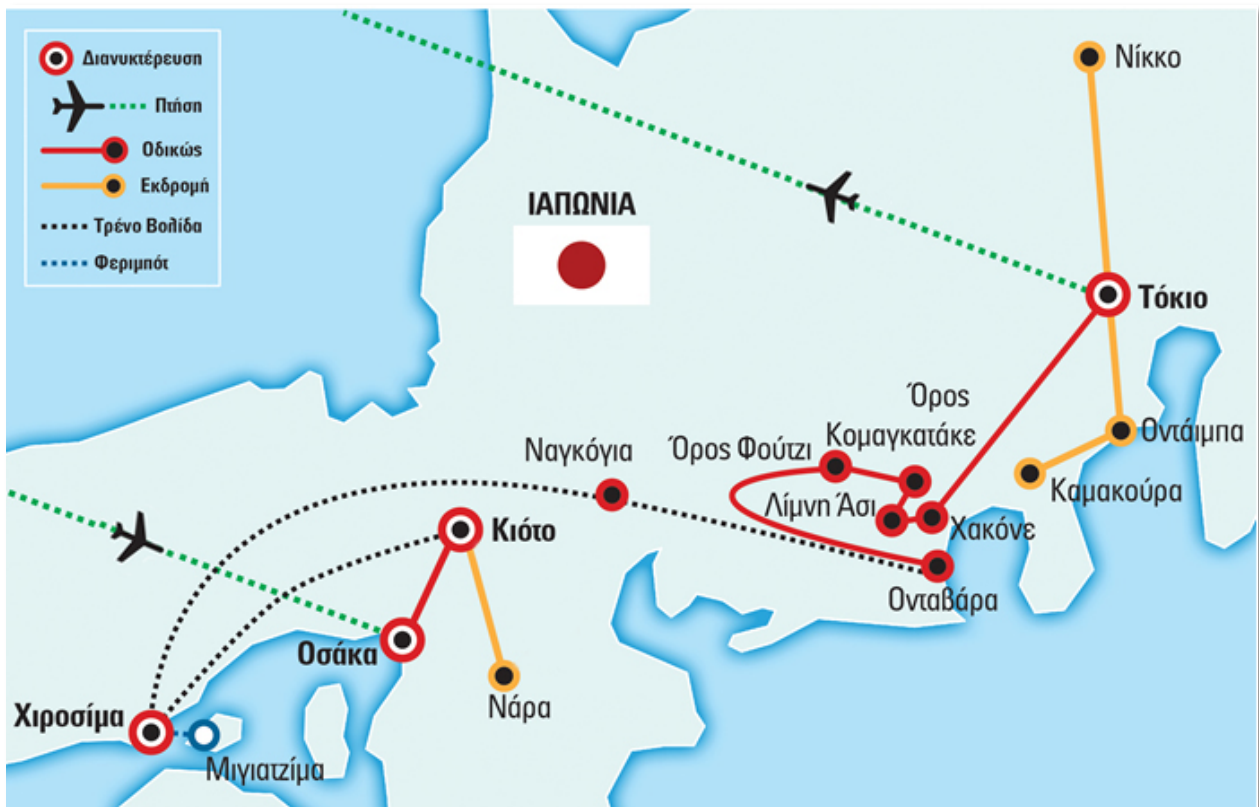 Διανυκτέρευση
Πτήση
Οδικώς
Εκδρομή
Τρένο Βολίδα
Φεριμπότ
ΙΑΠΩΝΙΑ
Νίκκο
Τόκιο
Όρος
Κομαγκατάκε
Όρος Φούτζι
Οντάιμπα
Ναγκόγια
Καμακούρα
Λίμνη Άσι
Χακόνε
Κιότο
Ονταβάρα
Οσάκα
Νάρα
Χιροσίμα
Μιγιατζίμα